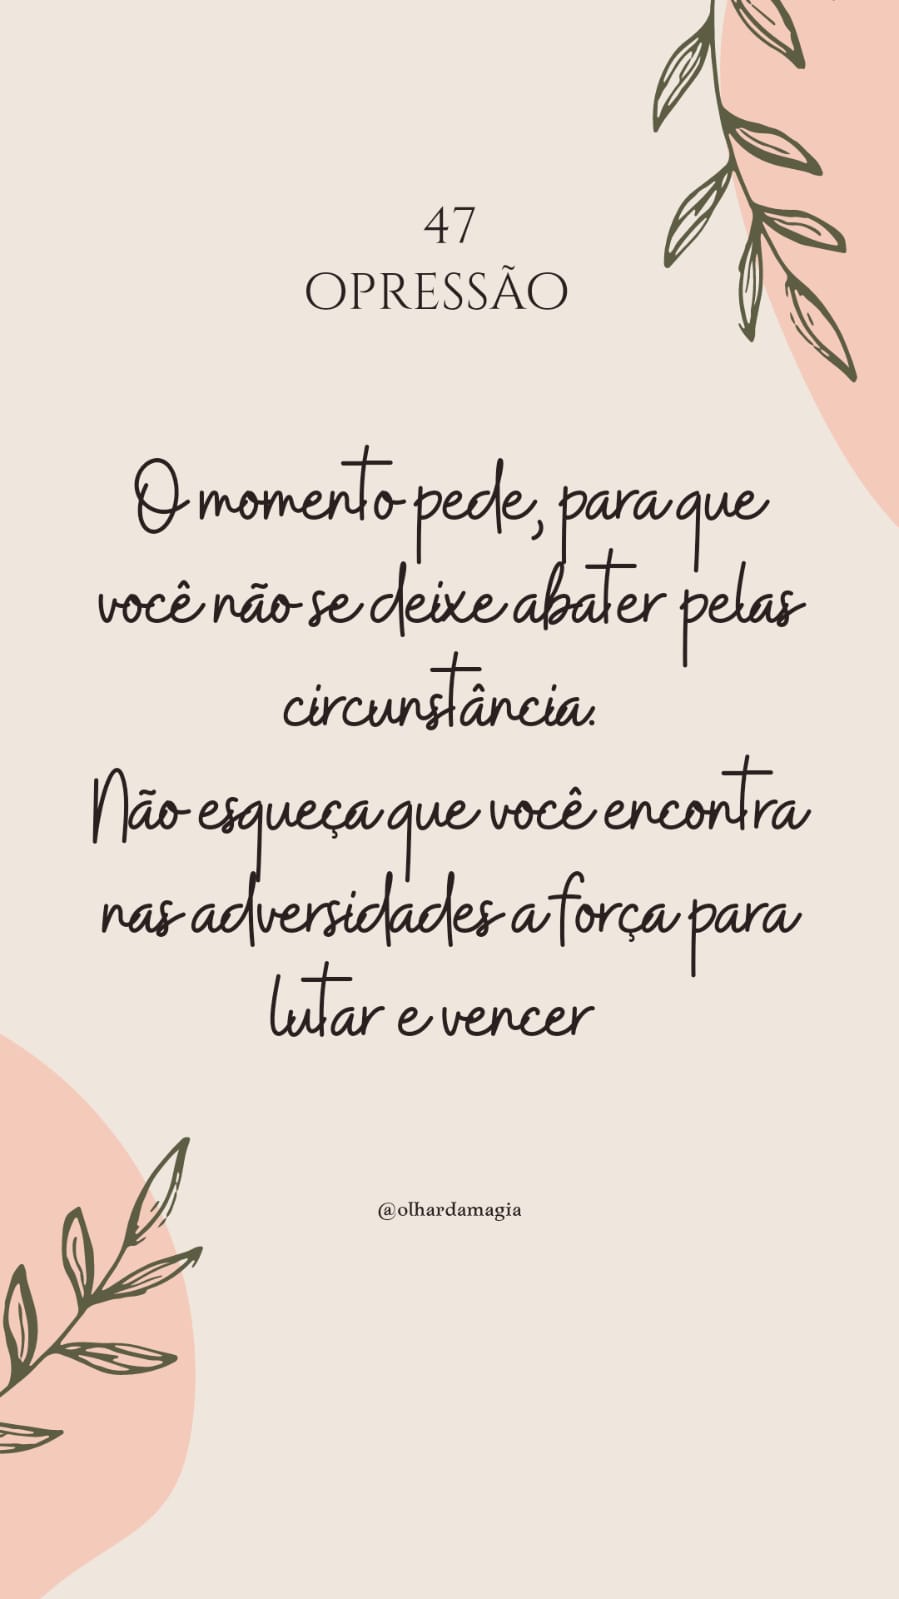 47
OPRESSÃO
O momento pede, para que
você não se deixe abater pelas
circunstância.
Não esqueça que você encontra
nas adversidades a força para
lutar e vencer
@olhardamagia